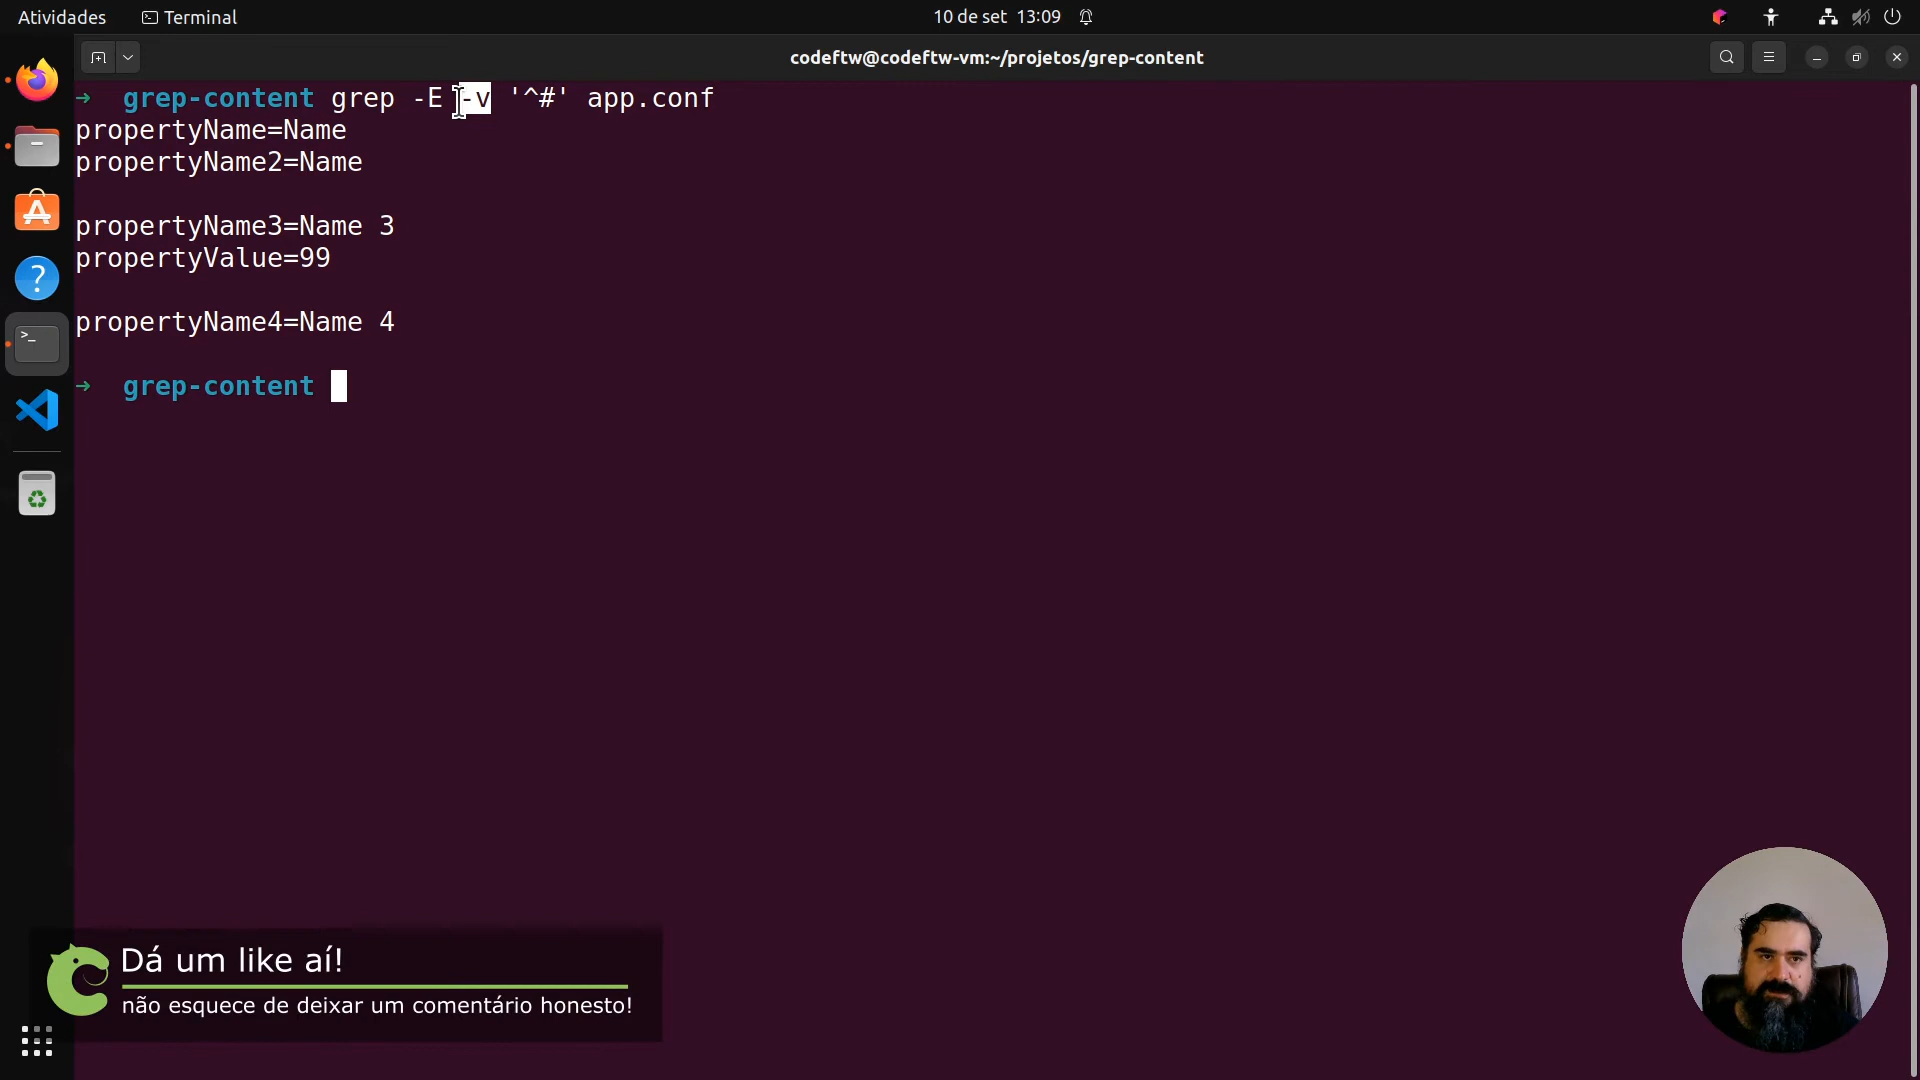 Atividades
Terminal
10 de set 13:09
codeftw@codeftw-vm:~/projetos/grep-content
→ grep-content grep -E -v '^#' app.conf
propertyName=Name
propertyName2=Name
propertyName3=Name 3
propertyValue=99
propertyName4=Name 4
→ grep-content
Dá um like aí!
não esquece de deixar um comentário honesto!